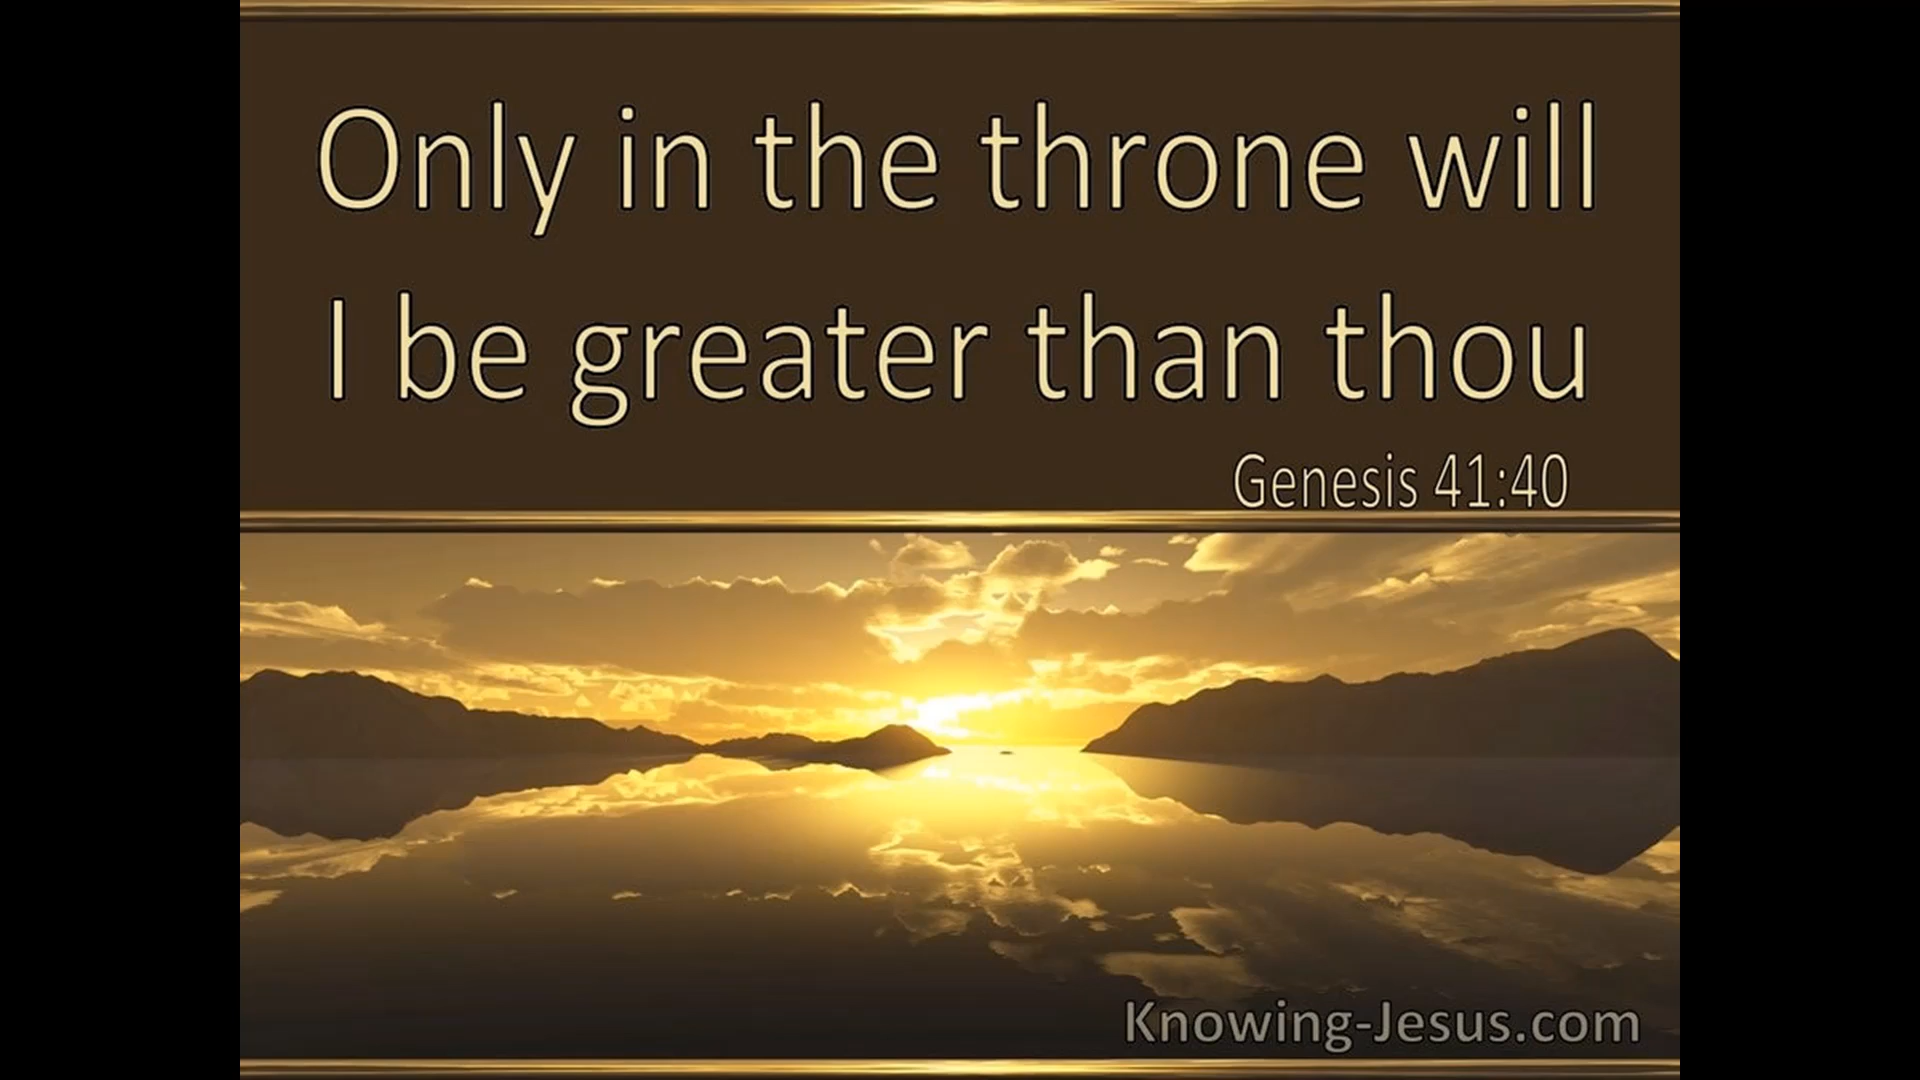 Only in the throne will
I be greater than thou
Genesis 41:40
Knowing-Jesus.com